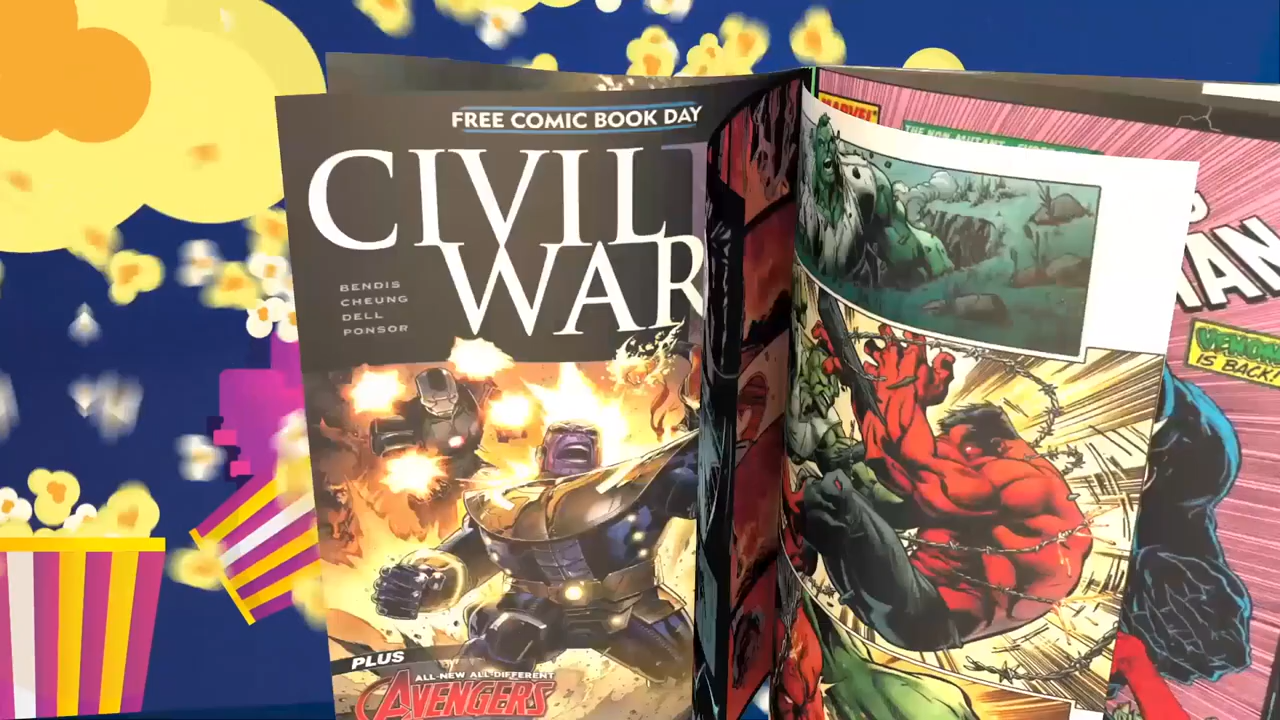 FREE COMIC BOOK DAY
CIVIL
WAR
BENDIS
CHEUNG
DELL
PONSOR
PLUS
ALL-NEW ALL-DIFFERENT
AVENGERS
MARVEL
THE NON-MUTANT
VENOM
IS BACK!